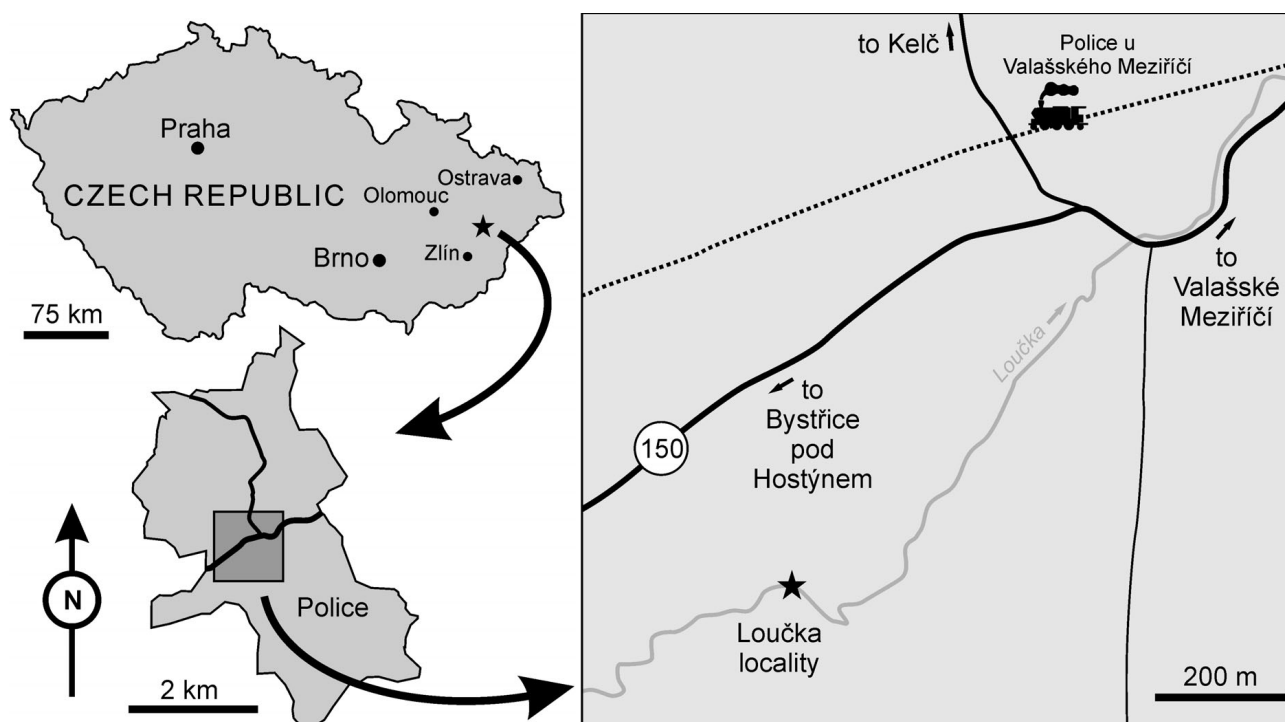 Praha
CZECH REPUBLIC
Ostrava
Olomouc
Brno
Zlín
75 km
N
Police
2 km
to Kelč
Police u
Valašského Meziříčí
to
Valašské
Meziříčí
Loučka
to
Bystřice
pod
Hostýnem
150
Loučka
locality
200 m